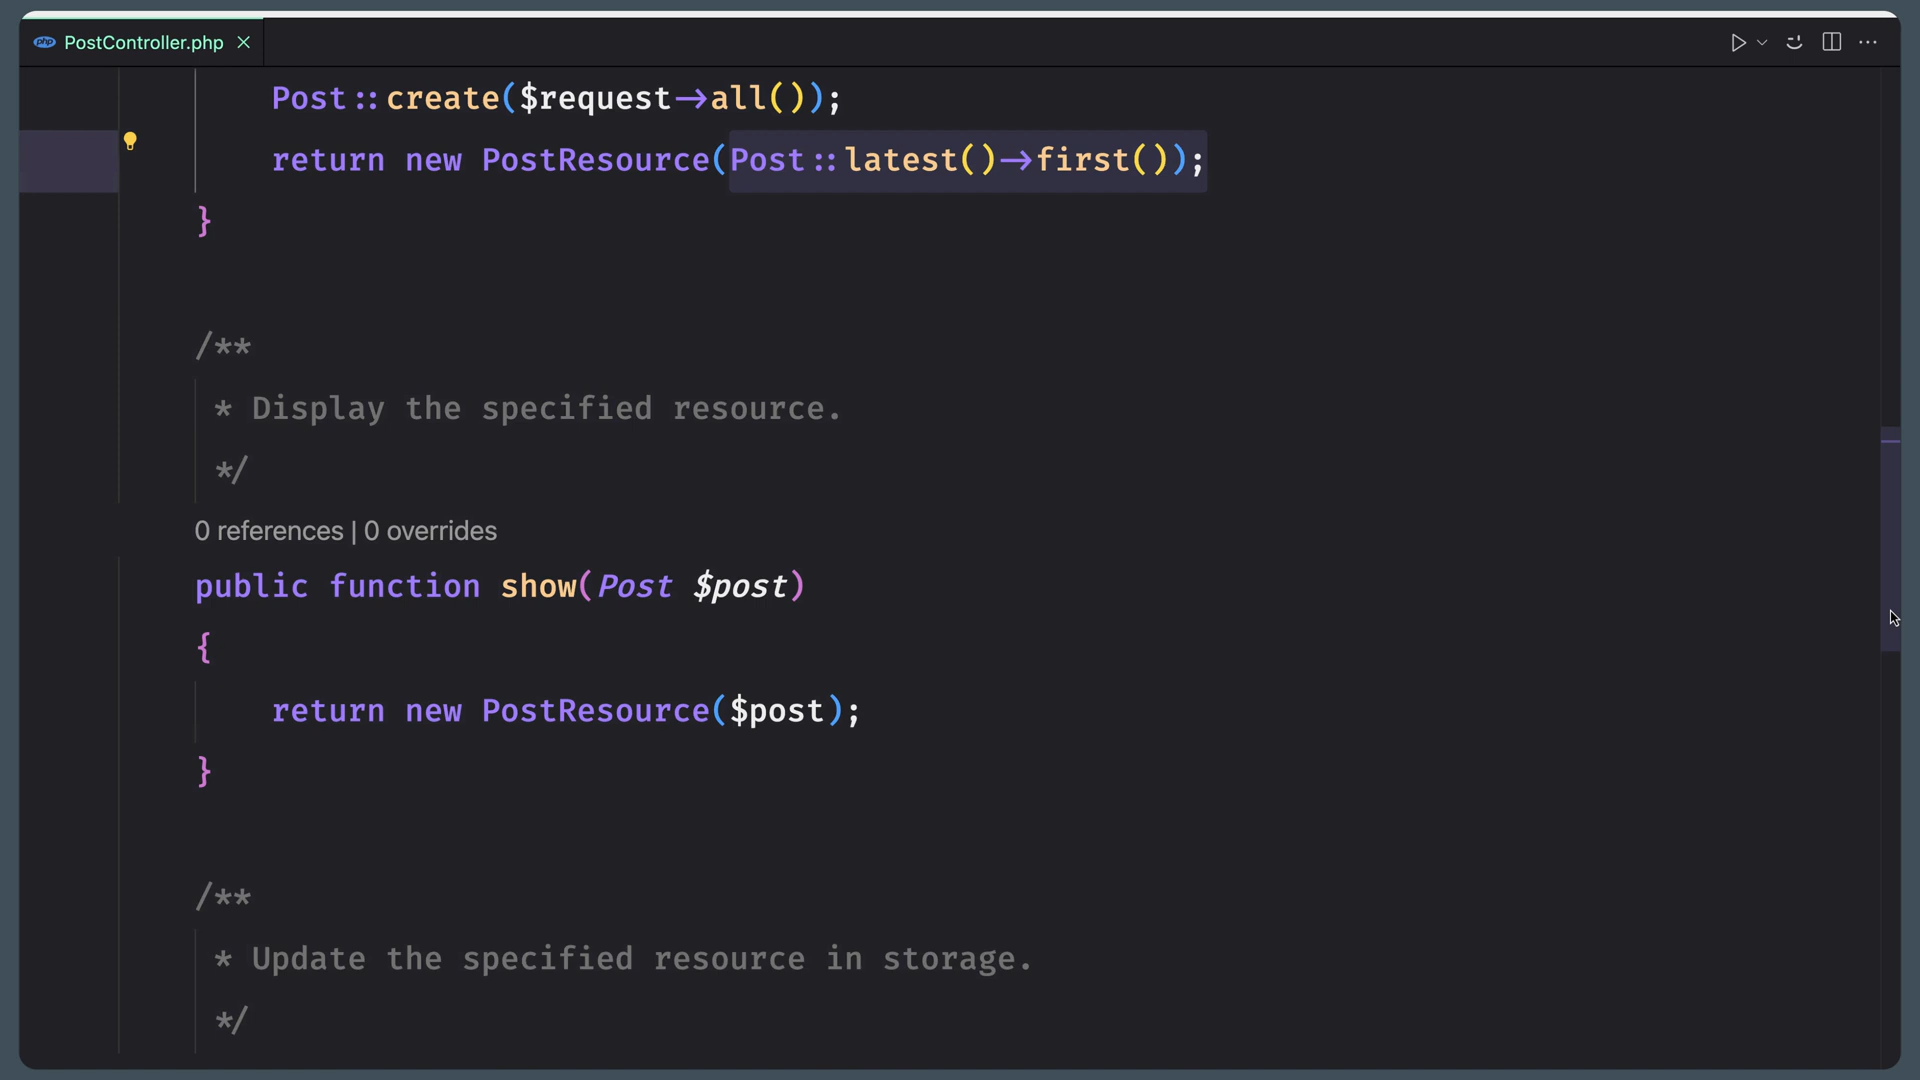 php PostController.php
Post::create($request->all());
return new PostResource(Post::latest()->first());
}
/**
* Display the specified resource.
*/
0 references | 0 overrides
public function show(Post $post)
{
return new PostResource($post);
}
/**
* Update the specified resource in storage.
*/